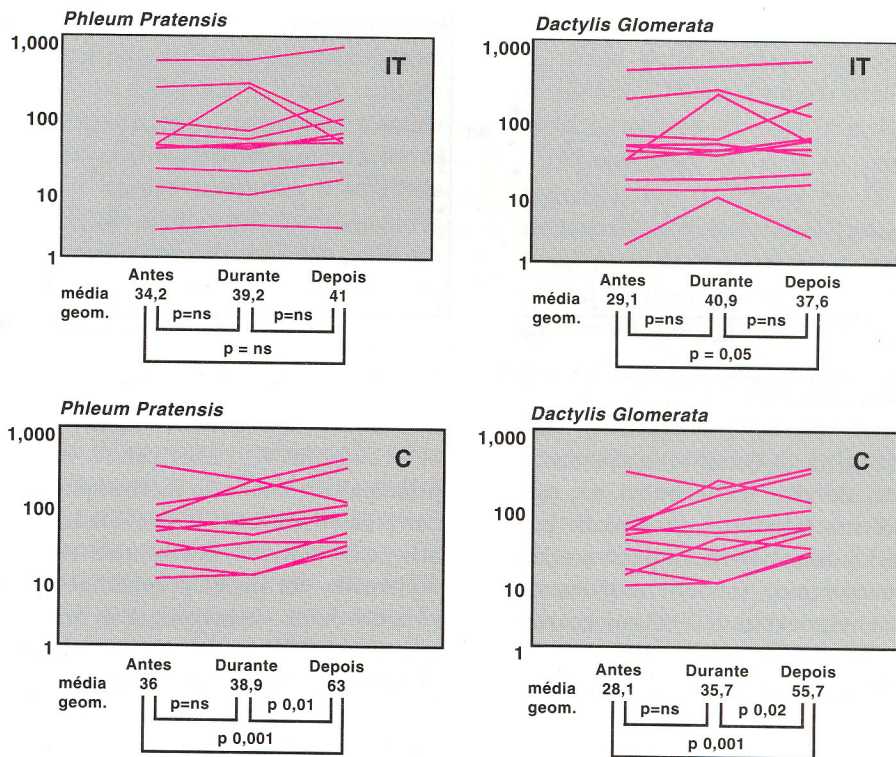 Phleum Pratensis
1,000
100
10
1
IT
Antes Durante Depois
média 34,2 39,2 41
geom. p=ns p=ns
p = ns
Dactylis Glomerata
1,000
100
10
1
IT
Antes Durante Depois
média 29,1 40,9 37,6
geom. p=ns p=ns
p = 0,05
Phleum Pratensis
1,000
100
10
1
C
Antes Durante Depois
média 36 38,9 63
geom. p=ns p 0,01
p 0,001
Dactylis Glomerata
1,000
100
10
1
C
Antes Durante Depois
média 28,1 35,7 55,7
geom. p=ns p 0,02
p 0,001